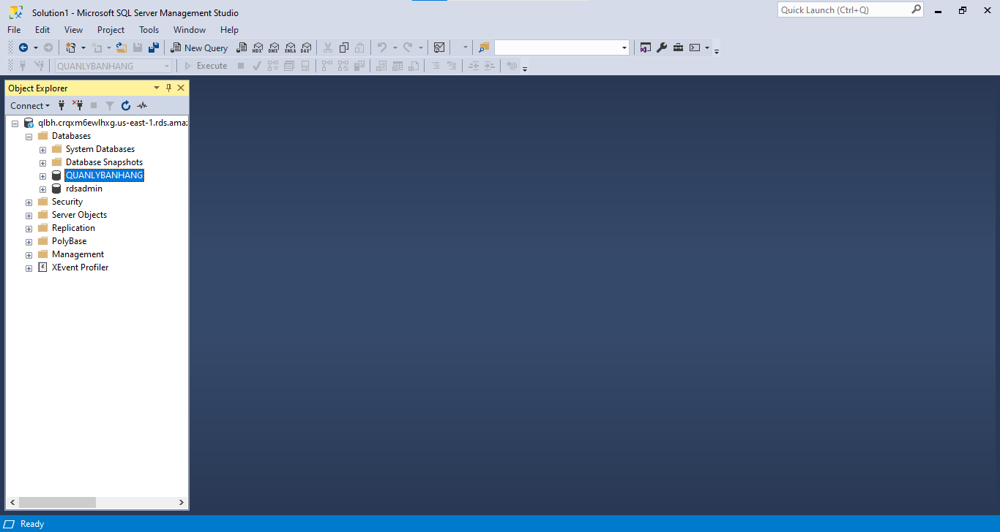 Solution1 - Microsoft SQL Server Management Studio
Quick Launch (Ctrl+Q)
File Edit View Project Tools Window Help
New Query MDX DMX XMLA DAX
QUANLYBANHANG Execute
Object Explorer
Connect
qlbh.crqxm6ewlhxg.us-east-1.rds.ama
Databases
System Databases
Database Snapshots
QUANLYBANHANG
rdsadmin
Security
Server Objects
Replication
PolyBase
Management
XEvent Profiler
Ready